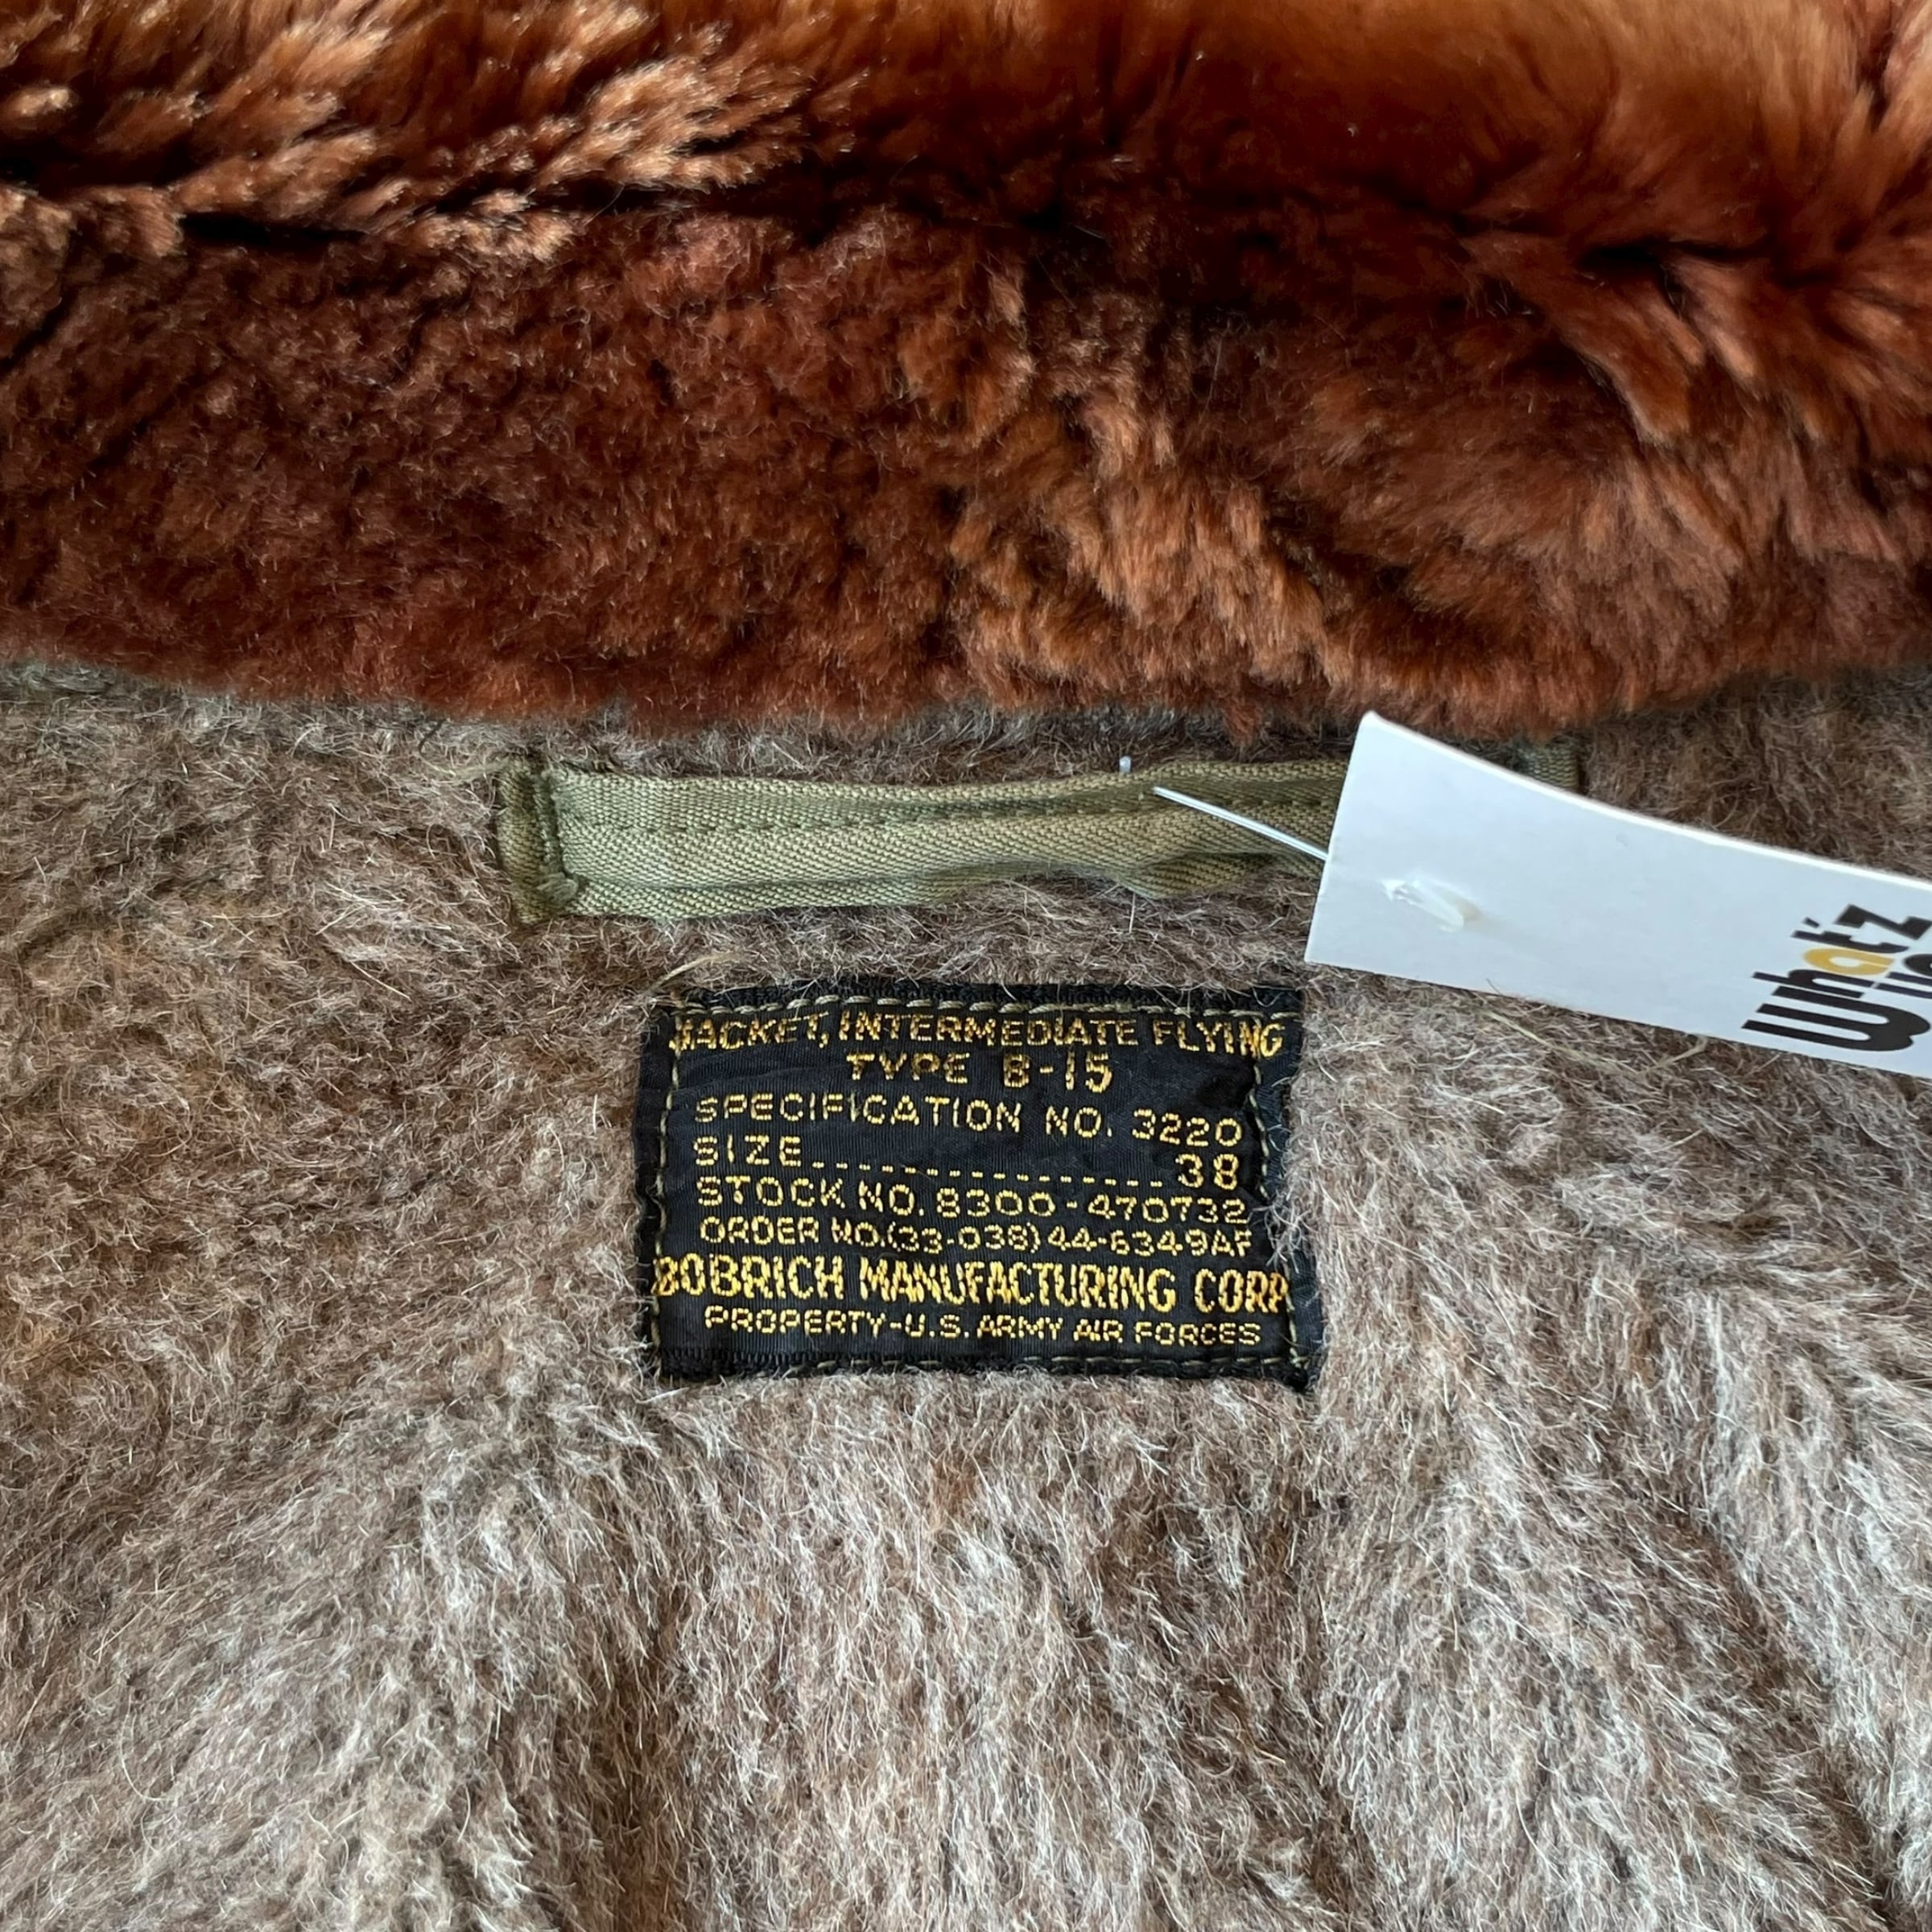 What'z
JACKET, INTERMEDIATE FLYING
TYPE B-15
SPECIFICATION NO. 3220
SIZE..................38
STOCK NO. 8300-470732
ORDER NO.(33-038)44-6349AF
BOBRICH MANUFACTURING CORP
PROPERTY-U.S. ARMY AIR FORCES